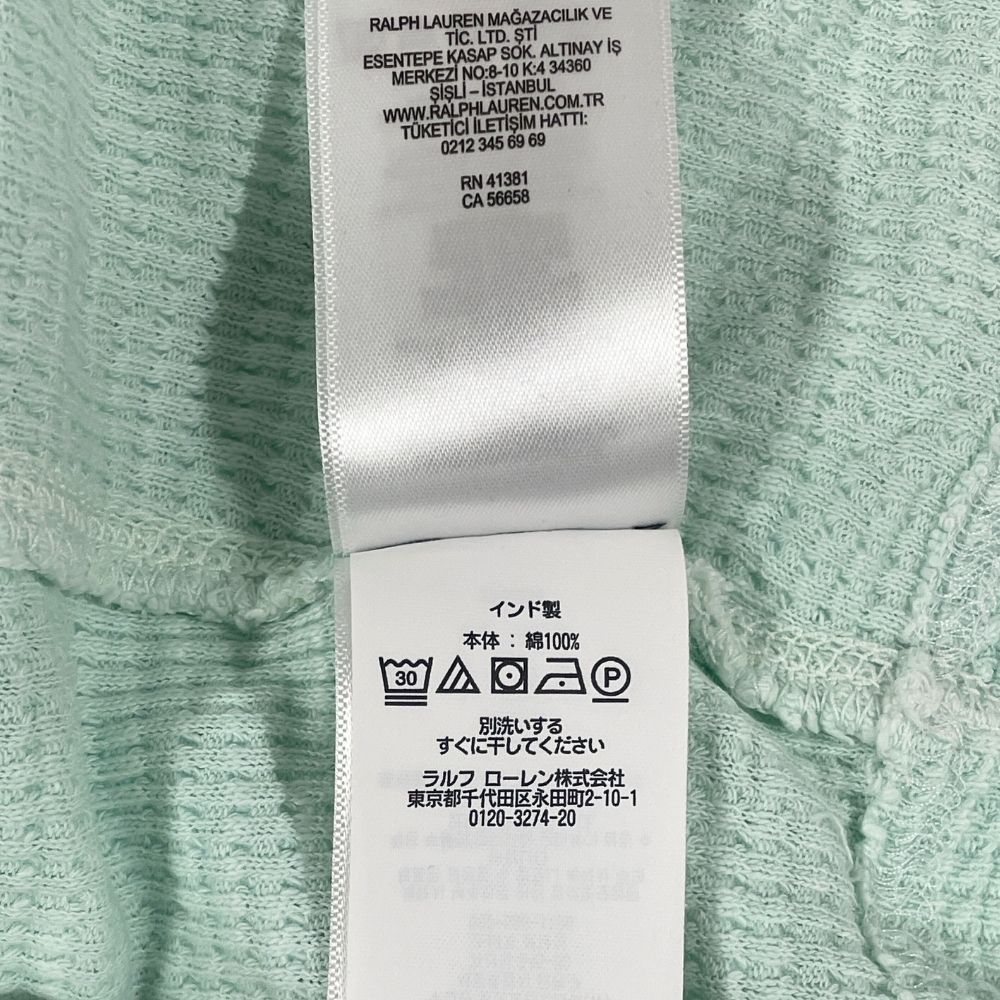 RALPH LAUREN MAĞAZACILIK VE
TİC. LTD. ŞTİ
ESENTEPE KASAP SOK. ALTINAY İŞ
MERKEZİ NO:8-10 K:4 34360
ŞİŞLİ – İSTANBUL
WWW.RALPHLAUREN.COM.TR
TÜKETİCİ İLETİŞİM HATTI:
0212 345 69 69
RN 41381
CA 56658
インド製
本体 : 綿100%
30 P
別洗いする
すぐに干してください
ラルフ ローレン株式会社
東京都千代田区永田町2-10-1
0120-3274-20